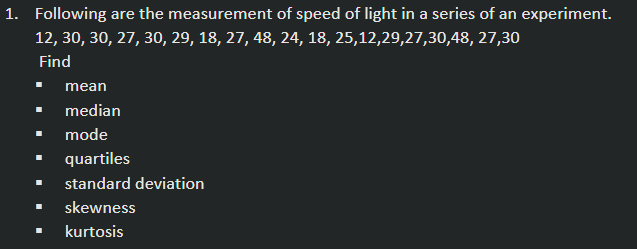 1. Following are the measurement of speed of light in a series of an experiment.
12, 30, 30, 27, 30, 29, 18, 27, 48, 24, 18, 25,12,29,27,30,48, 27,30
Find
▪ mean
▪ median
▪ mode
▪ quartiles
▪ standard deviation
▪ skewness
▪ kurtosis